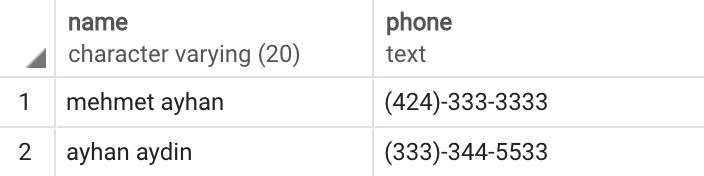 name phone
character varying (20) text
1 mehmet ayhan (424)-333-3333
2 ayhan aydin (333)-344-5533